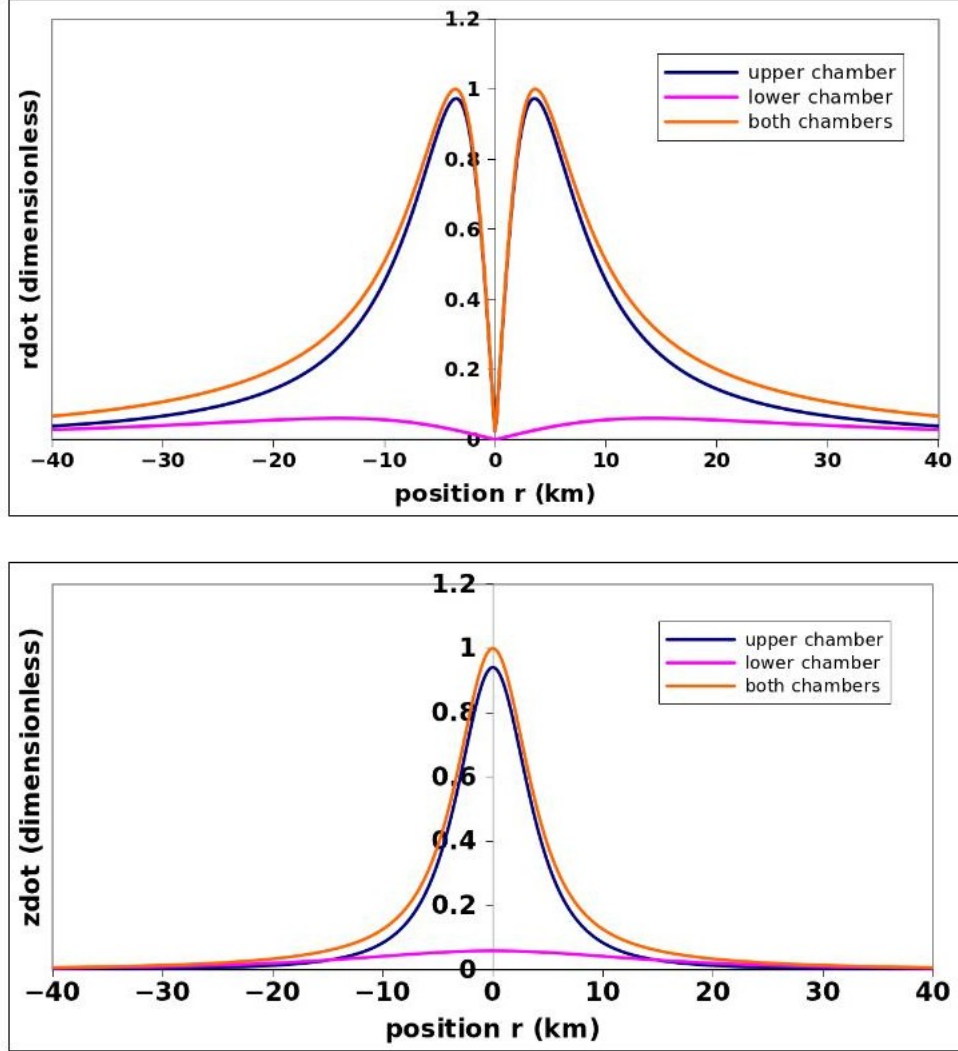 rdot (dimensionless)
1.2
1
0.8
0.6
0.4
0.2
0
−40 −30 −20 −10 0 10 20 30 40
position r (km)
upper chamber
lower chamber
both chambers
zdot (dimensionless)
1.2
1
0.8
0.6
0.4
0.2
0
−40 −30 −20 −10 0 10 20 30 40
position r (km)
upper chamber
lower chamber
both chambers